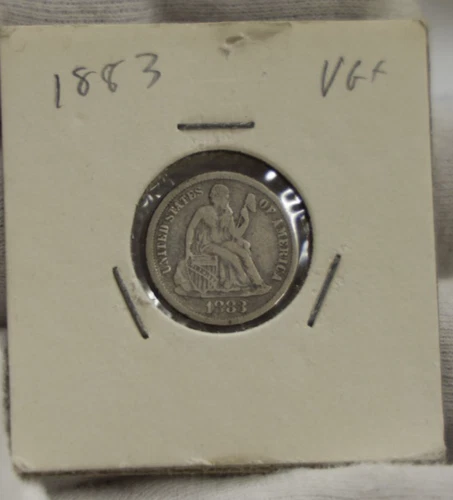 1883 VG+
UNITED STATES OF AMERICA
1883